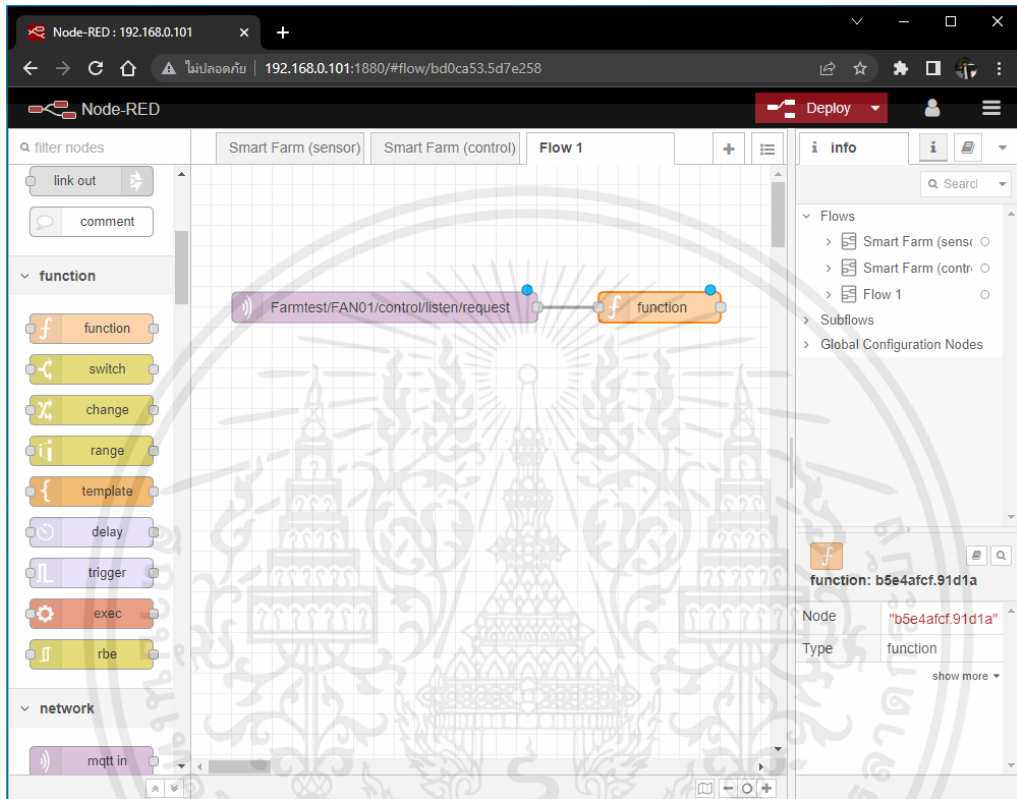 Node-RED : 192.168.0.101
ไม่ปลอดภัย | 192.168.0.101:1880/#flow/bd0ca53.5d7e258
Node-RED
Deploy
filter nodes
Smart Farm (sensor)
Smart Farm (control)
Flow 1
info
Searcl
link out
comment
function
function
switch
change
range
template
delay
trigger
exec
rbe
network
mqtt in
Farmtest/FAN01/control/listen/request
function
Flows
Smart Farm (sens
Smart Farm (contr
Flow 1
Subflows
Global Configuration Nodes
function: b5e4afcf.91d1a
Node "b5e4afcf.91d1a"
Type function
show more